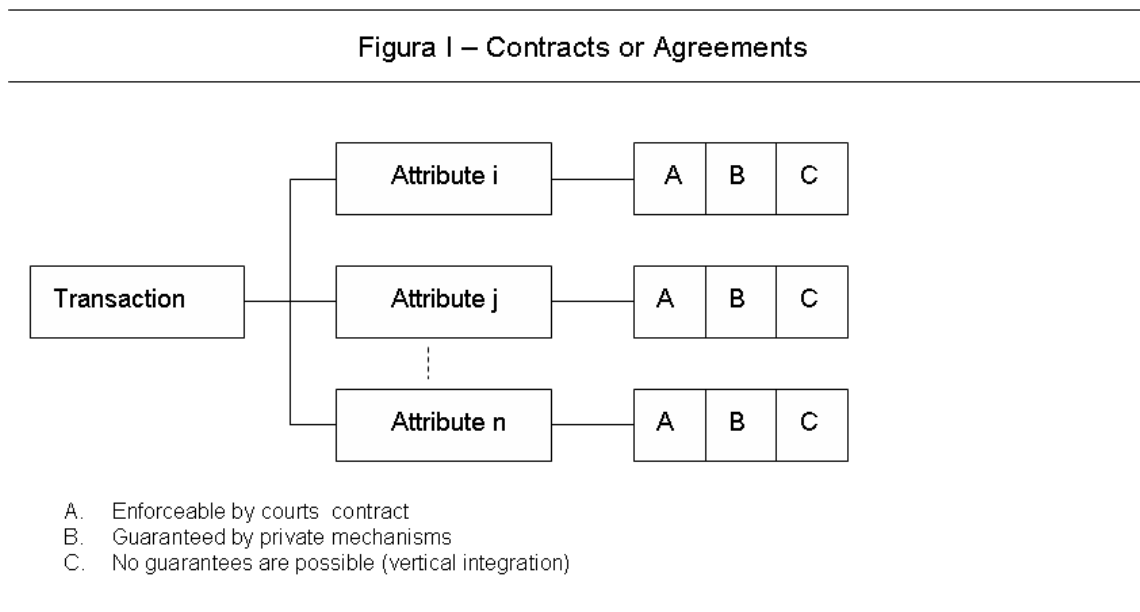 Figura I – Contracts or Agreements
Attribute i A B C
Transaction Attribute j A B C
Attribute n A B C
A. Enforceable by courts contract
B. Guaranteed by private mechanisms
C. No guarantees are possible (vertical integration)